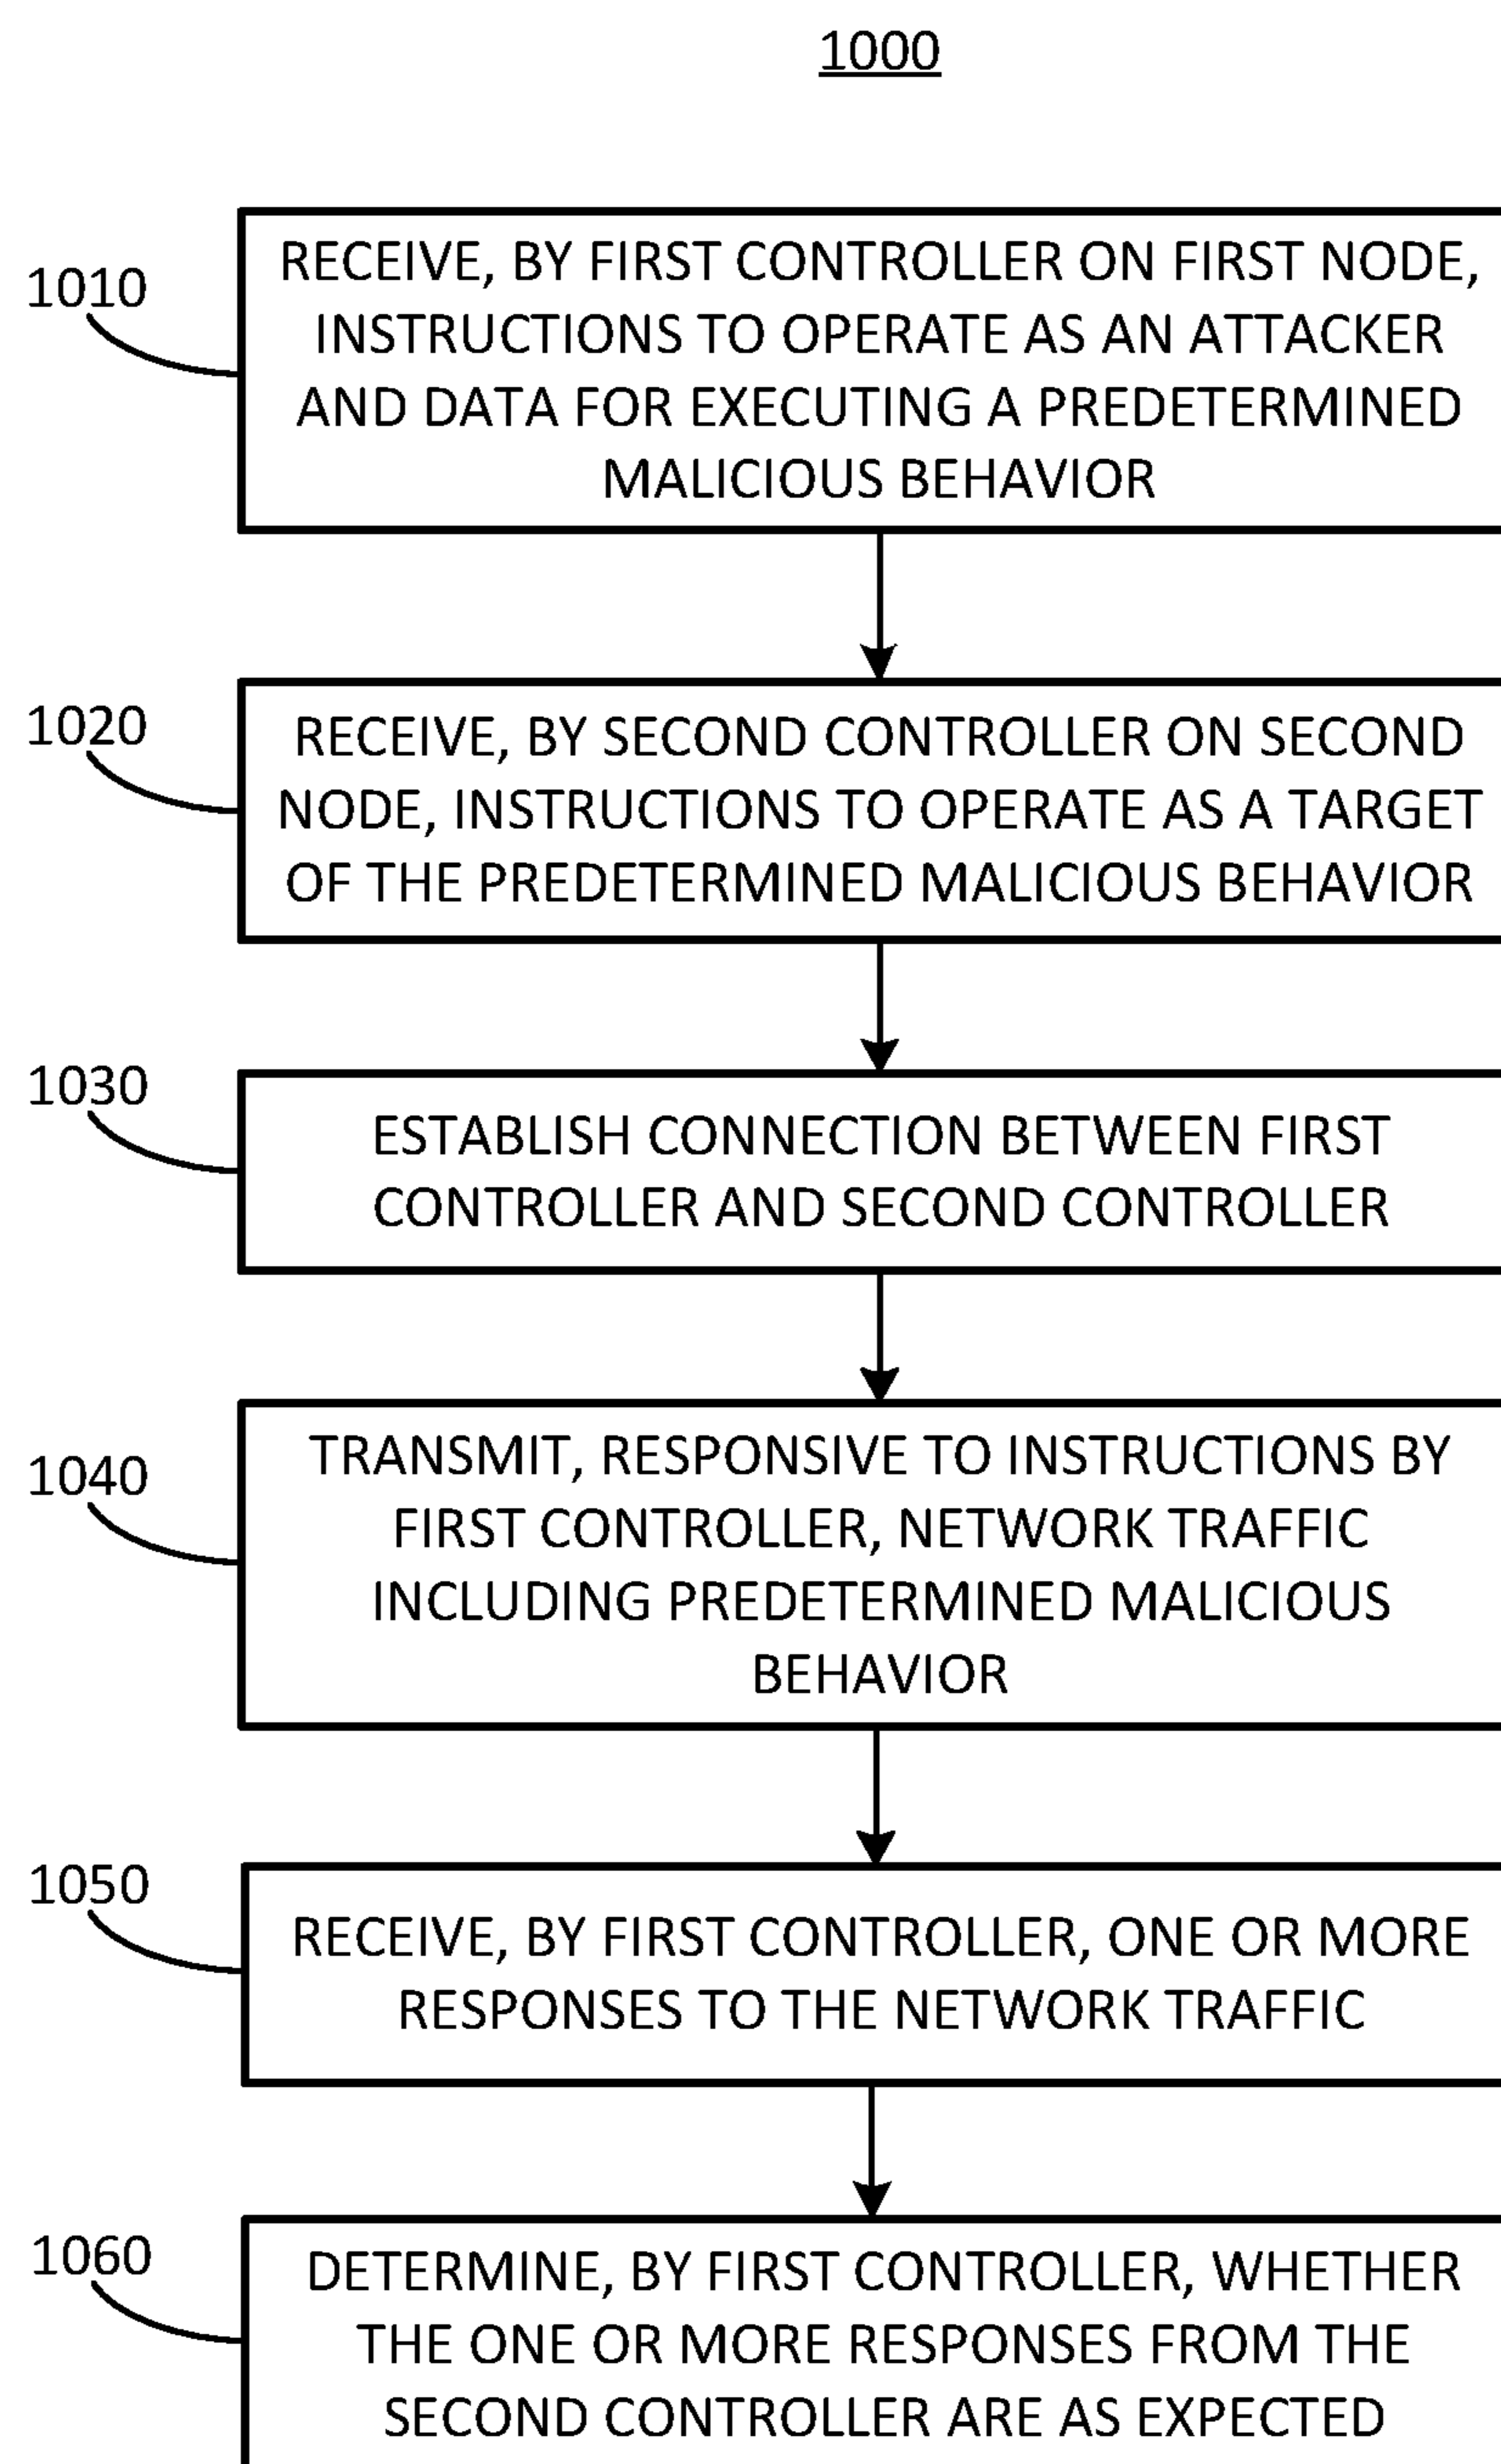 1000
1010
RECEIVE, BY FIRST CONTROLLER ON FIRST NODE,
INSTRUCTIONS TO OPERATE AS AN ATTACKER
AND DATA FOR EXECUTING A PREDETERMINED
MALICIOUS BEHAVIOR
1020
RECEIVE, BY SECOND CONTROLLER ON SECOND
NODE, INSTRUCTIONS TO OPERATE AS A TARGET
OF THE PREDETERMINED MALICIOUS BEHAVIOR
1030
ESTABLISH CONNECTION BETWEEN FIRST
CONTROLLER AND SECOND CONTROLLER
1040
TRANSMIT, RESPONSIVE TO INSTRUCTIONS BY
FIRST CONTROLLER, NETWORK TRAFFIC
INCLUDING PREDETERMINED MALICIOUS
BEHAVIOR
1050
RECEIVE, BY FIRST CONTROLLER, ONE OR MORE
RESPONSES TO THE NETWORK TRAFFIC
1060
DETERMINE, BY FIRST CONTROLLER, WHETHER
THE ONE OR MORE RESPONSES FROM THE
SECOND CONTROLLER ARE AS EXPECTED